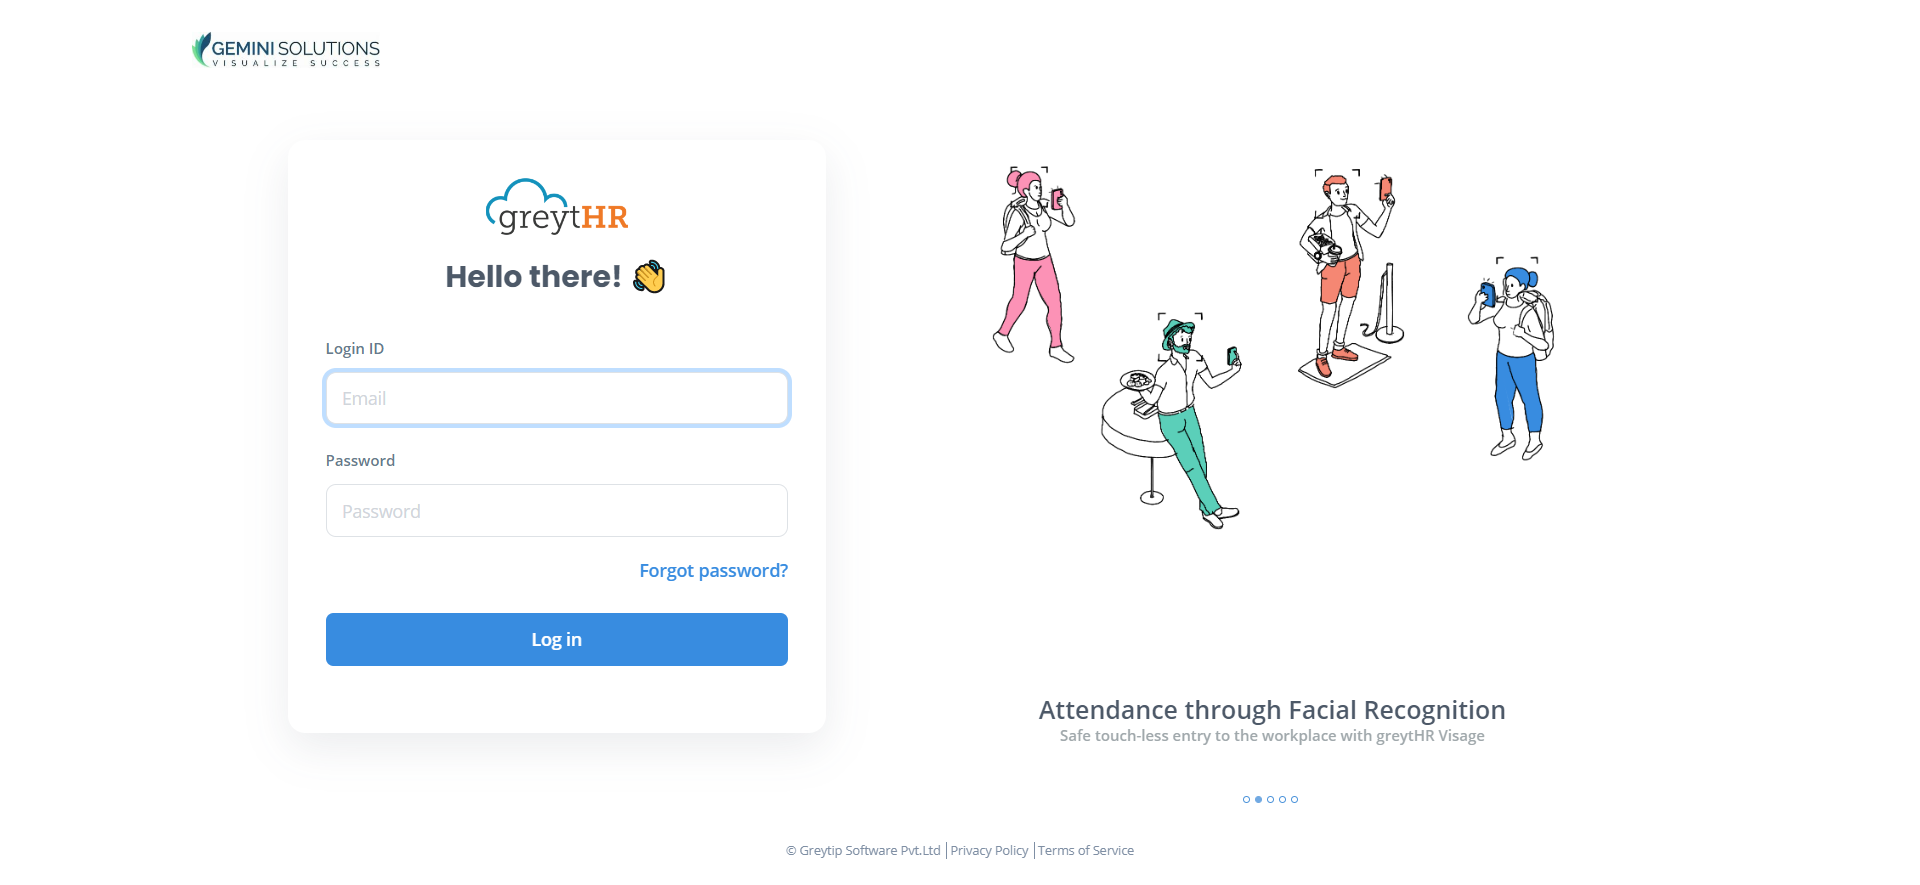 GEMINI SOLUTIONS
VISUALIZE SUCCESS
greytHR
Hello there! 👋
Login ID
Email
Password
Password
Forgot password?
Log in
Attendance through Facial Recognition
Safe touch-less entry to the workplace with greytHR Visage
© Greytip Software Pvt.Ltd | Privacy Policy | Terms of Service